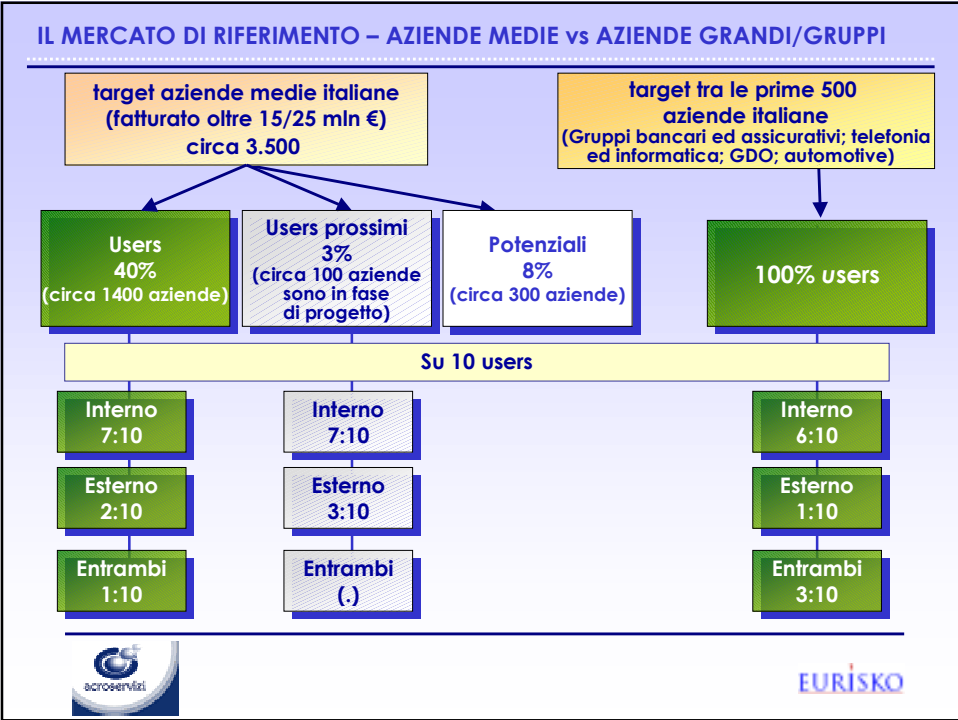 IL MERCATO DI RIFERIMENTO – AZIENDE MEDIE vs AZIENDE GRANDI/GRUPPI
target aziende medie italiane
(fatturato oltre 15/25 mln €)
circa 3.500
target tra le prime 500
aziende italiane
(Gruppi bancari ed assicurativi; telefonia
ed informatica; GDO; automotive)
Users
40%
(circa 1400 aziende)
Users prossimi
3%
(circa 100 aziende
sono in fase
di progetto)
Potenziali
8%
(circa 300 aziende)
100% users
Su 10 users
Interno
7:10
Interno
7:10
Interno
6:10
Esterno
2:10
Esterno
3:10
Esterno
1:10
Entrambi
1:10
Entrambi
(.)
Entrambi
3:10
acroservizi
EURISKO